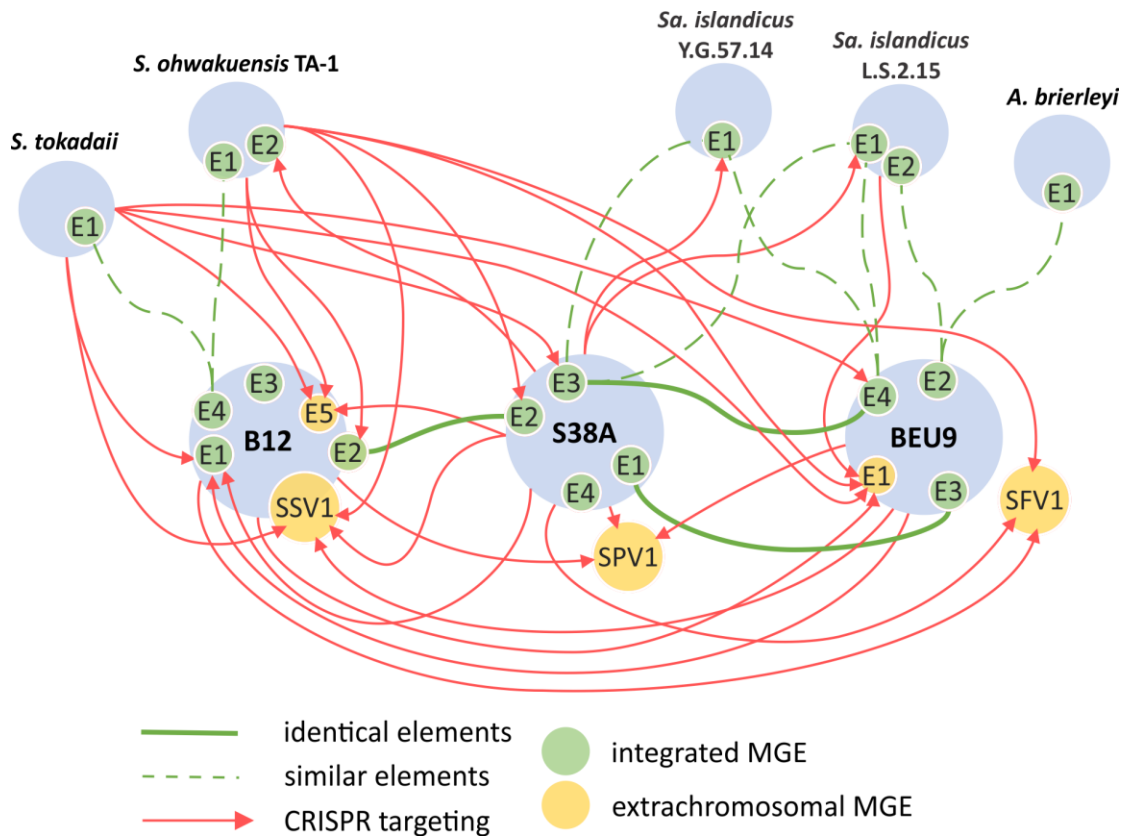 Sa. islandicus
Y.G.57.14
Sa. islandicus
L.S.2.15
S. ohwakuensis TA-1
A. brierleyi
S. tokadaii
E1
E2
E1
E1
E2
E1
E1
E3
E4
E5
B12
E1
E2
SSV1
E3
E2
S38A
E1
E4
SPV1
E2
E4
BEU9
E1
E3
SFV1
identical elements
similar elements
CRISPR targeting
integrated MGE
extrachromosomal MGE